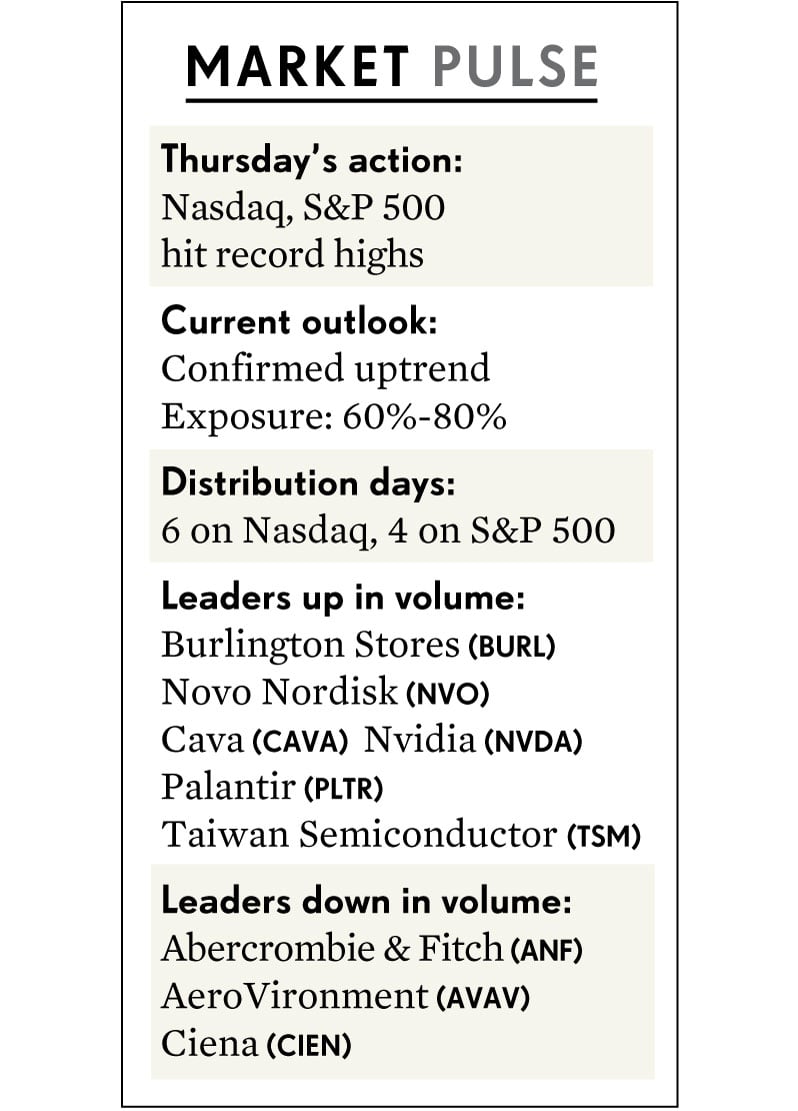 MARKET PULSE
Thursday's action:
Nasdaq, S&P 500
hit record highs
Current outlook:
Confirmed uptrend
Exposure: 60%-80%
Distribution days:
6 on Nasdaq, 4 on S&P 500
Leaders up in volume:
Burlington Stores (BURL)
Novo Nordisk (NVO)
Cava (CAVA) Nvidia (NVDA)
Palantir (PLTR)
Taiwan Semiconductor (TSM)
Leaders down in volume:
Abercrombie & Fitch (ANF)
AeroVironment (AVAV)
Ciena (CIEN)